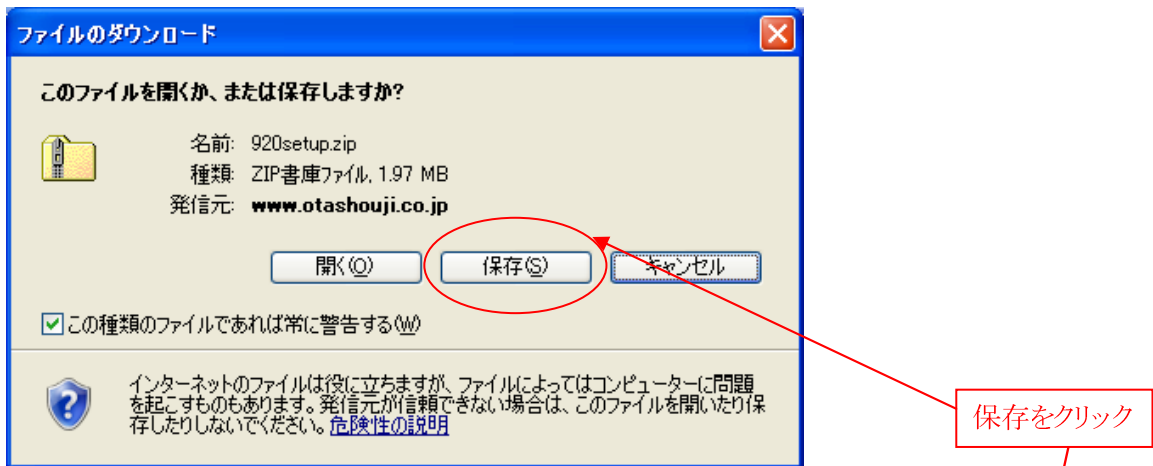 ファイルのダウンロード
このファイルを開くか、または保存しますか?
名前: 920setup.zip
種類: ZIP書庫ファイル, 1.97 MB
発信元: www.otashouji.co.jp
開く(O) 保存(S) キャンセル
この種類のファイルであれば常に警告する(W)
インターネットのファイルは役に立ちますが、ファイルによってはコンピューターに問題
を起こすものもあります。発信元が信頼できない場合は、このファイルを開いたり保
存したりしないでください。危険性の説明
保存をクリック